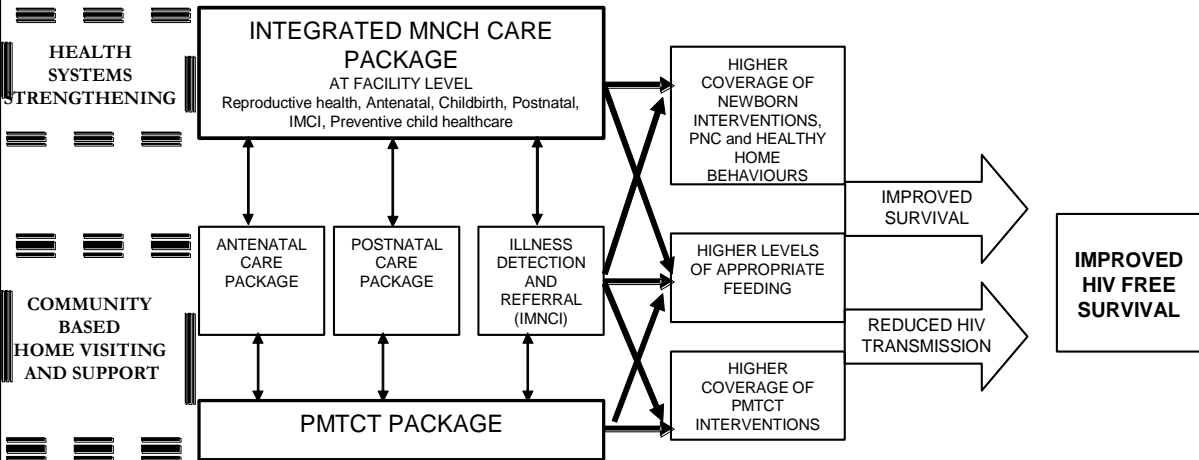 HEALTH
SYSTEMS
STRENGTHENING
INTEGRATED MNCH CARE
PACKAGE
AT FACILITY LEVEL
Reproductive health, Antenatal, Childbirth, Postnatal,
IMCI, Preventive child healthcare
HIGHER
COVERAGE OF
NEWBORN
INTERVENTIONS,
PNC and HEALTHY
HOME
BEHAVIOURS
IMPROVED
SURVIVAL
COMMUNITY
BASED
HOME VISITING
AND SUPPORT
ANTENATAL
CARE
PACKAGE
POSTNATAL
CARE
PACKAGE
ILLNESS
DETECTION
AND
REFERRAL
(IMNCI)
HIGHER LEVELS
OF APPROPRIATE
FEEDING
REDUCED HIV
TRANSMISSION
IMPROVED
HIV FREE
SURVIVAL
PMTCT PACKAGE
HIGHER
COVERAGE OF
PMTCT
INTERVENTIONS